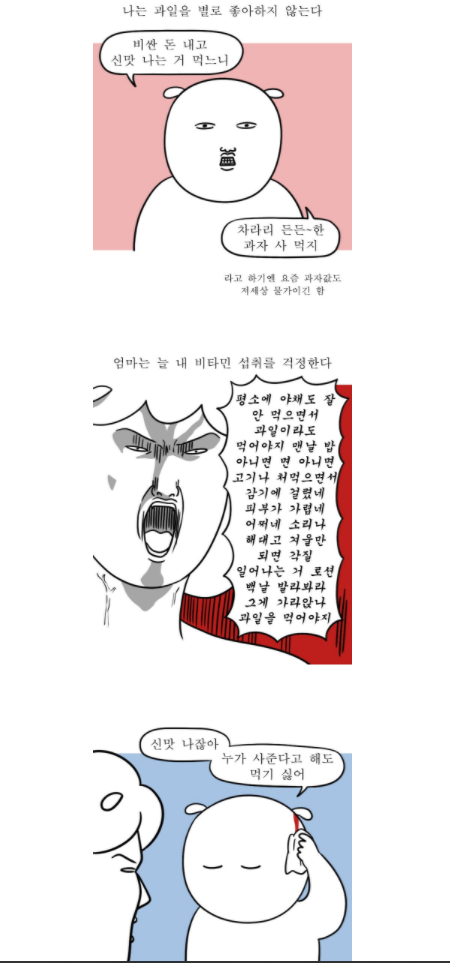 나는 과일을 별로 좋아하지 않는다
비싼 돈 내고
신맛 나는 거 먹느니
차라리 든든~한
과자 사 먹지
라고 하기엔 요즘 과자값도
저세상 물가이긴 함
엄마는 늘 내 비타민 섭취를 걱정한다
평소에 야채도 잘
안 먹으면서
과일이라도
먹어야지 맨날 밥
아니면 면 아니면
고기나 처먹으면서
감기에 걸렸네
피부가 가렵네
어쩌네 소리나
해대고 겨울만
되면 각질
일어나는 거 로션
백날 발라봐라
그게 가라앉나
과일을 먹어야지
신맛 나잖아
누가 사준다고 해도
먹기 싫어